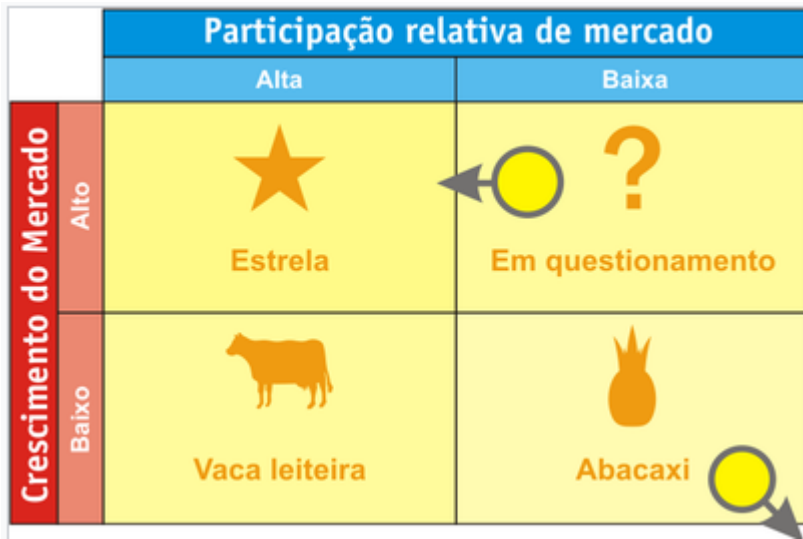 Participação relativa de mercado
Alta
Baixa
Crescimento do Mercado
Alto
Estrela
?
Em questionamento
Baixo
Vaca leiteira
Abacaxi